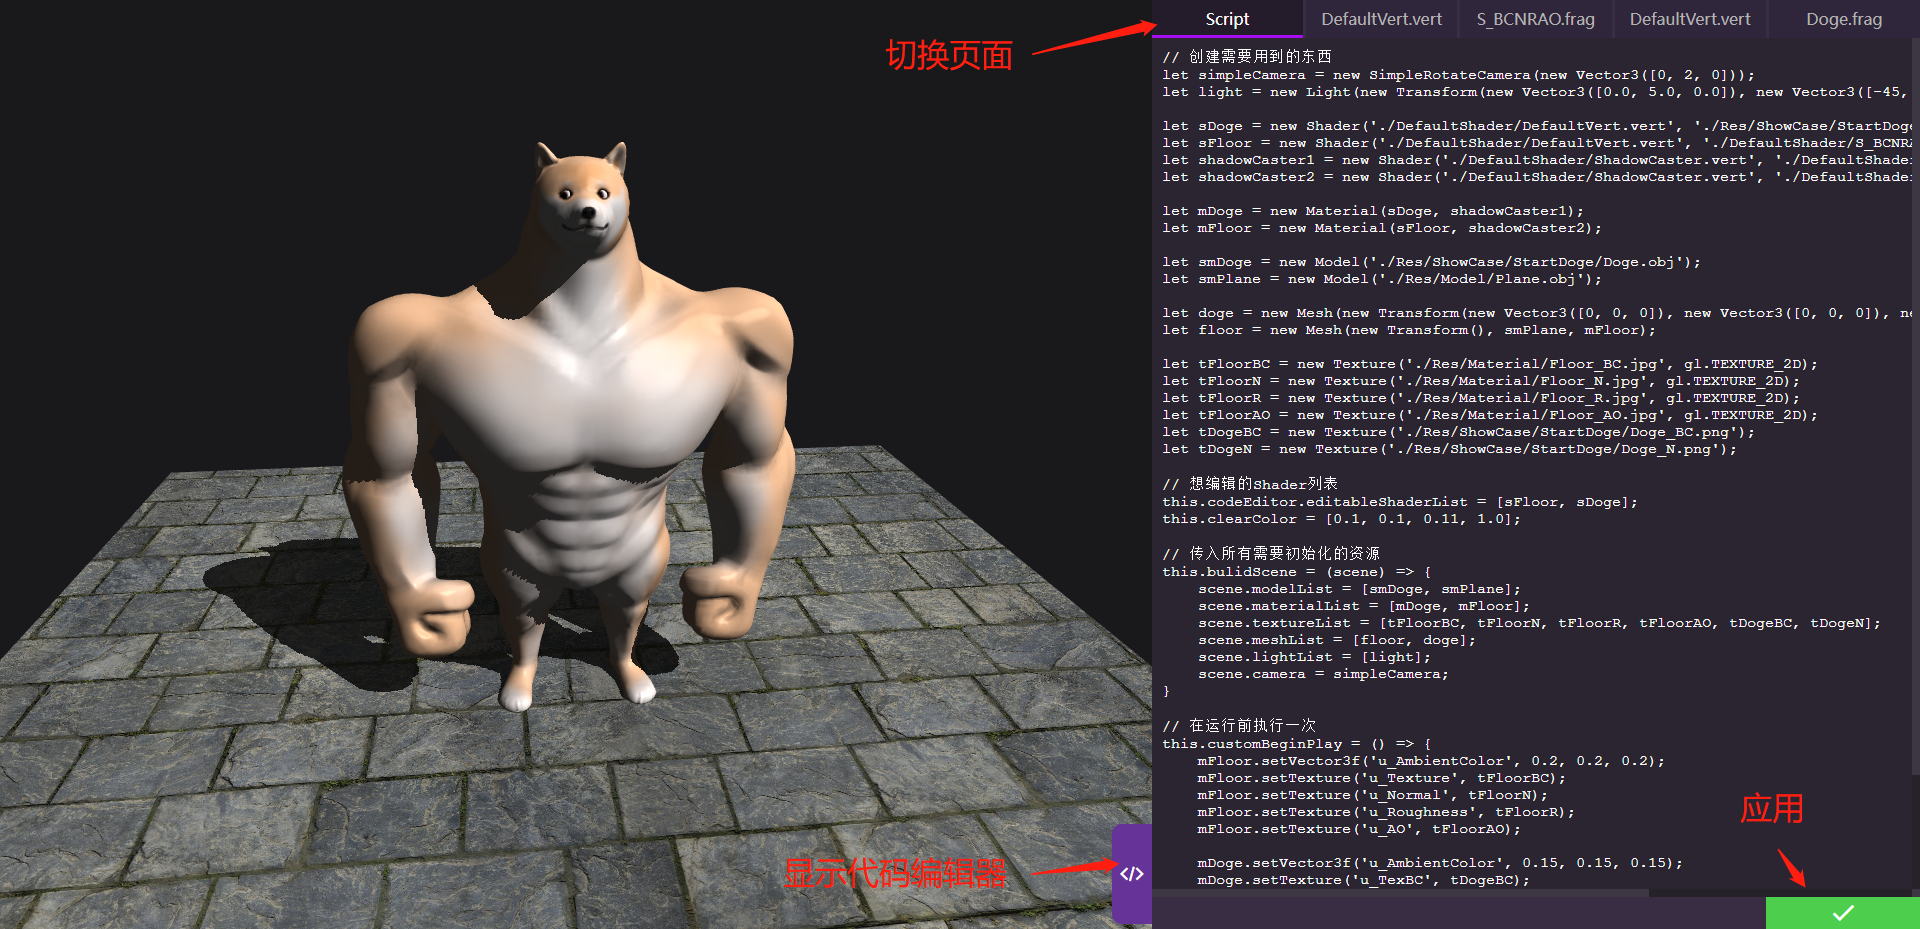 切换页面
Script
DefaultVert.vert
S_BCNRAO.frag
DefaultVert.vert
Doge.frag
// 创建需要用到的东西
let simpleCamera = new SimpleRotateCamera(new Vector3([0, 2, 0]));
let light = new Light(new Transform(new Vector3([0.0, 5.0, 0.0]), new Vector3([-45,
let sDoge = new Shader('./DefaultShader/DefaultVert.vert', './Res/ShowCase/StartDoge
let sFloor = new Shader('./DefaultShader/DefaultVert.vert', './DefaultShader/S_BCNRA
let shadowCaster1 = new Shader('./DefaultShader/ShadowCaster.vert', './DefaultShader
let shadowCaster2 = new Shader('./DefaultShader/ShadowCaster.vert', './DefaultShader
let mDoge = new Material(sDoge, shadowCaster1);
let mFloor = new Material(sFloor, shadowCaster2);
let smDoge = new Model('./Res/ShowCase/StartDoge/Doge.obj');
let smPlane = new Model('./Res/Model/Plane.obj');
let doge = new Mesh(new Transform(new Vector3([0, 0, 0]), new Vector3([0, 0, 0]), ne
let floor = new Mesh(new Transform(), smPlane, mFloor);
let tFloorBC = new Texture('./Res/Material/Floor_BC.jpg', gl.TEXTURE_2D);
let tFloorN = new Texture('./Res/Material/Floor_N.jpg', gl.TEXTURE_2D);
let tFloorR = new Texture('./Res/Material/Floor_R.jpg', gl.TEXTURE_2D);
let tFloorAO = new Texture('./Res/Material/Floor_AO.jpg', gl.TEXTURE_2D);
let tDogeBC = new Texture('./Res/ShowCase/StartDoge/Doge_BC.png');
let tDogeN = new Texture('./Res/ShowCase/StartDoge/Doge_N.png');
// 想编辑的Shader列表
this.codeEditor.editableShaderList = [sFloor, sDoge];
this.clearColor = [0.1, 0.1, 0.11, 1.0];
// 传入所有需要初始化的资源
this.bulidScene = (scene) => {
scene.modelList = [smDoge, smPlane];
scene.materialList = [mDoge, mFloor];
scene.textureList = [tFloorBC, tFloorN, tFloorR, tFloorAO, tDogeBC, tDogeN];
scene.meshList = [floor, doge];
scene.lightList = [light];
scene.camera = simpleCamera;
}
// 在运行前执行一次
this.customBeginPlay = () => {
mFloor.setVector3f('u_AmbientColor', 0.2, 0.2, 0.2);
mFloor.setTexture('u_Texture', tFloorBC);
mFloor.setTexture('u_Normal', tFloorN);
mFloor.setTexture('u_Roughness', tFloorR);
mFloor.setTexture('u_AO', tFloorAO);
mDoge.setVector3f('u_AmbientColor', 0.15, 0.15, 0.15);
mDoge.setTexture('u_TexBC', tDogeBC);
应用
显示代码编辑器
</>